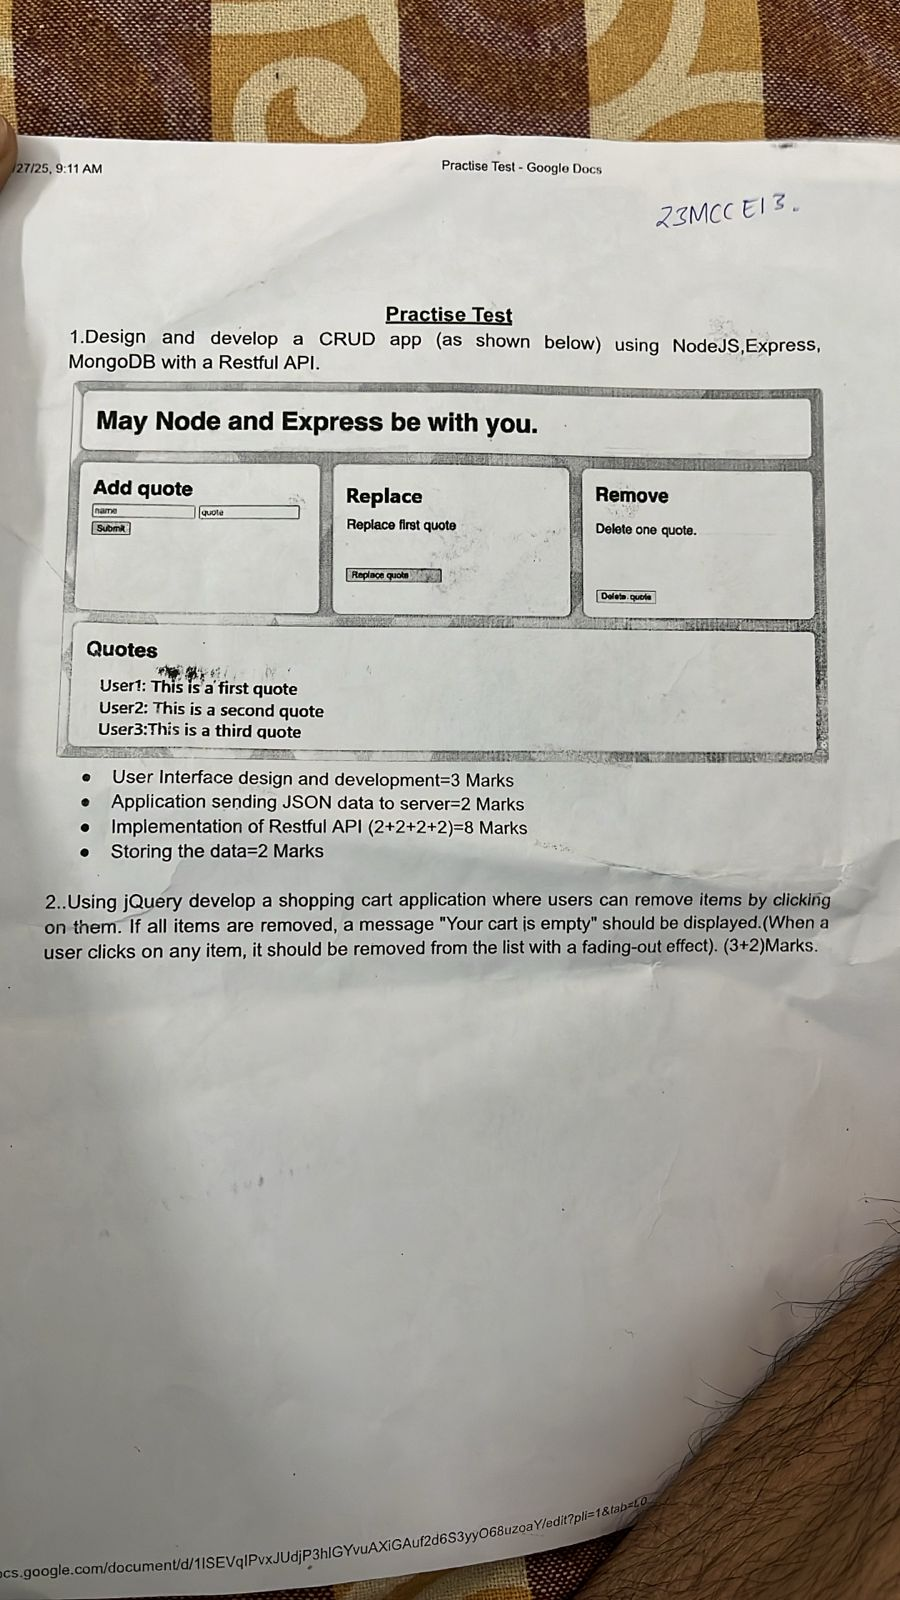 27/25, 9:11 AM
Practise Test - Google Docs
23MCCE13.
Practise Test
1.Design and develop a CRUD app (as shown below) using NodeJS,Express,
MongoDB with a Restful API.
May Node and Express be with you.
Add quote
name
quote
Submit
Replace
Replace first quote
Replace quote
Remove
Delete one quote.
Delete quote
Quotes
User1: This is a first quote
User2: This is a second quote
User3:This is a third quote
• User Interface design and development=3 Marks
• Application sending JSON data to server=2 Marks
• Implementation of Restful API (2+2+2+2)=8 Marks
• Storing the data=2 Marks
2..Using jQuery develop a shopping cart application where users can remove items by clicking
on them. If all items are removed, a message "Your cart is empty" should be displayed.(When a
user clicks on any item, it should be removed from the list with a fading-out effect). (3+2)Marks.
ocs.google.com/document/d/1ISEVqIPvxJUdjP3hIGYvuAXiGAuf2d6S3yyO68uzoaY/edit?pli=1&tab=t.0